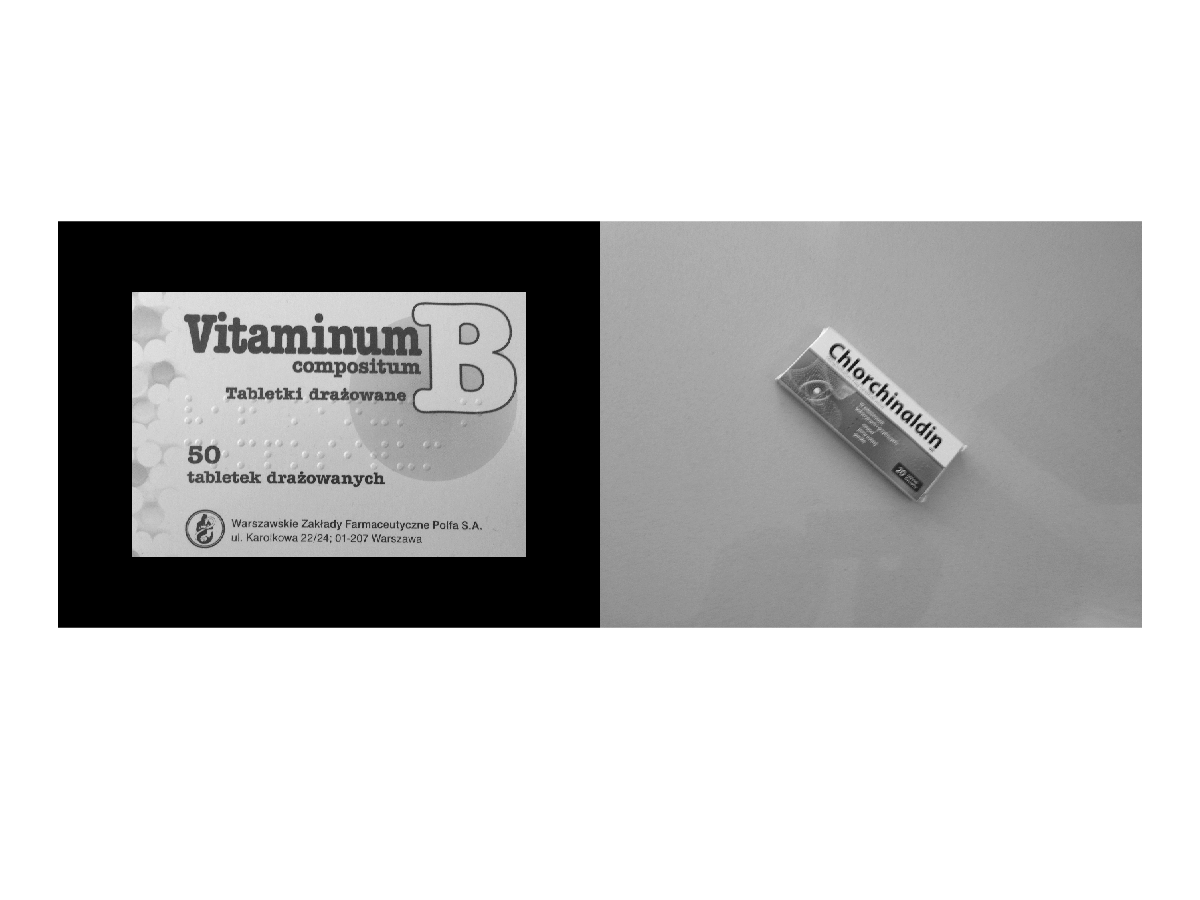 Vitaminum B
compositum
Tabletki drażowane
50
tabletek drażowanych
Warszawskie Zakłady Farmaceutyczne Polfa S.A.
ul. Karolkowa 22/24; 01-207 Warszawa
Chlorchinaldin
20